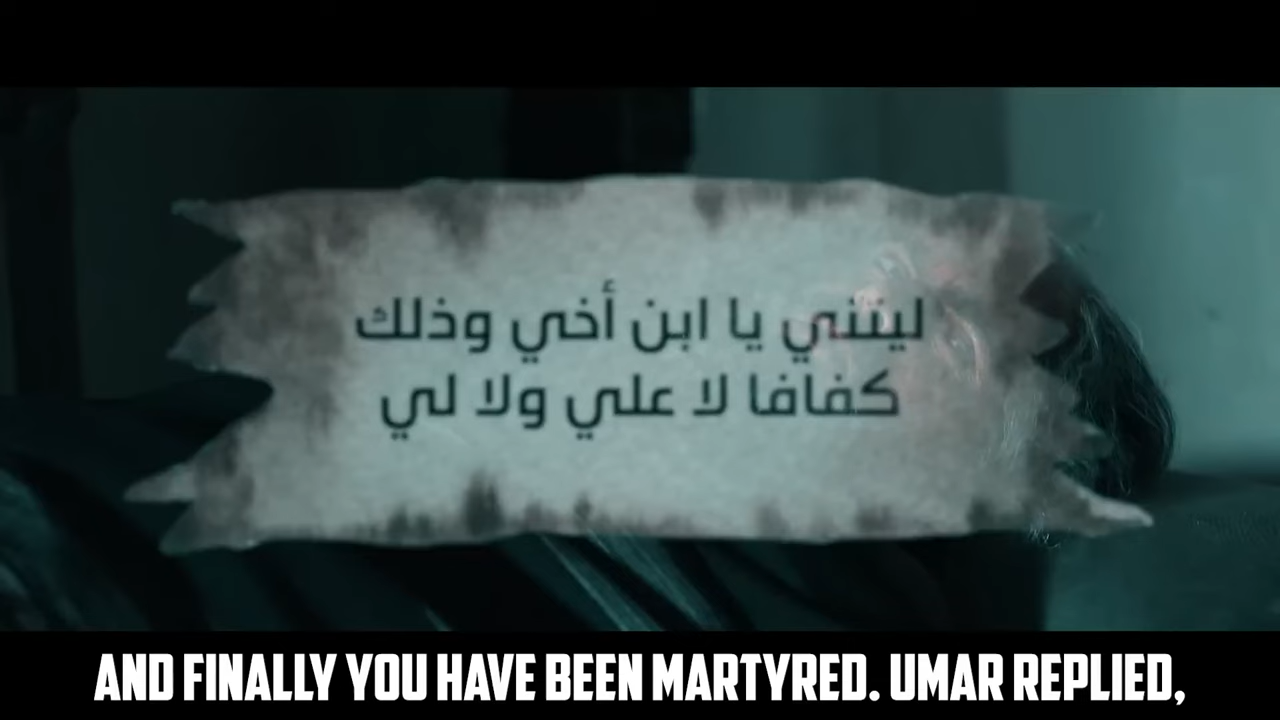 ليتني يا ابن أخي وذلك
كفافا لا علي ولا لي
AND FINALLY YOU HAVE BEEN MARTYRED. UMAR REPLIED,